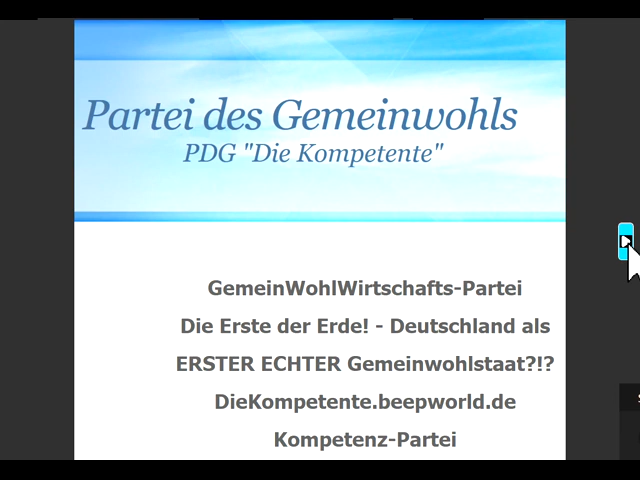 Partei des Gemeinwohls
PDG "Die Kompetente"
GemeinWohlWirtschafts-Partei
Die Erste der Erde! - Deutschland als
ERSTER ECHTER Gemeinwohlstaat?!?
DieKompetente.beepworld.de
Kompetenz-Partei